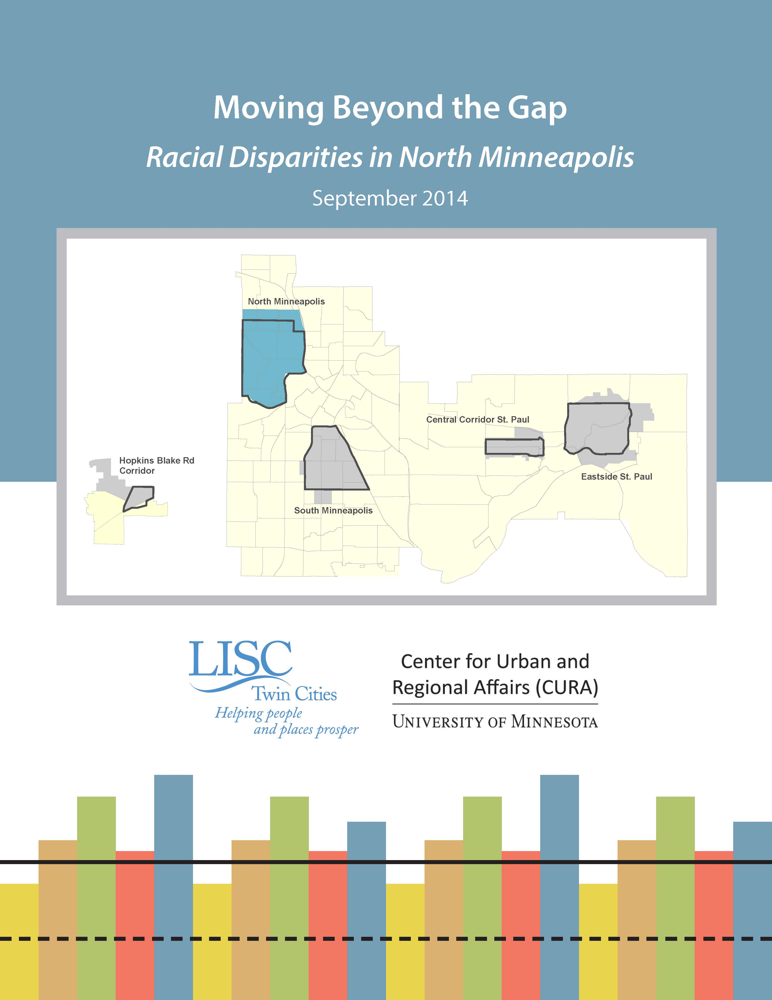 Moving Beyond the Gap
Racial Disparities in North Minneapolis
September 2014
North Minneapolis
Central Corridor St. Paul
Hopkins Blake Rd
Corridor
Eastside St. Paul
South Minneapolis
LISC
Twin Cities
Helping people
and places prosper
Center for Urban and
Regional Affairs (CURA)
UNIVERSITY OF MINNESOTA